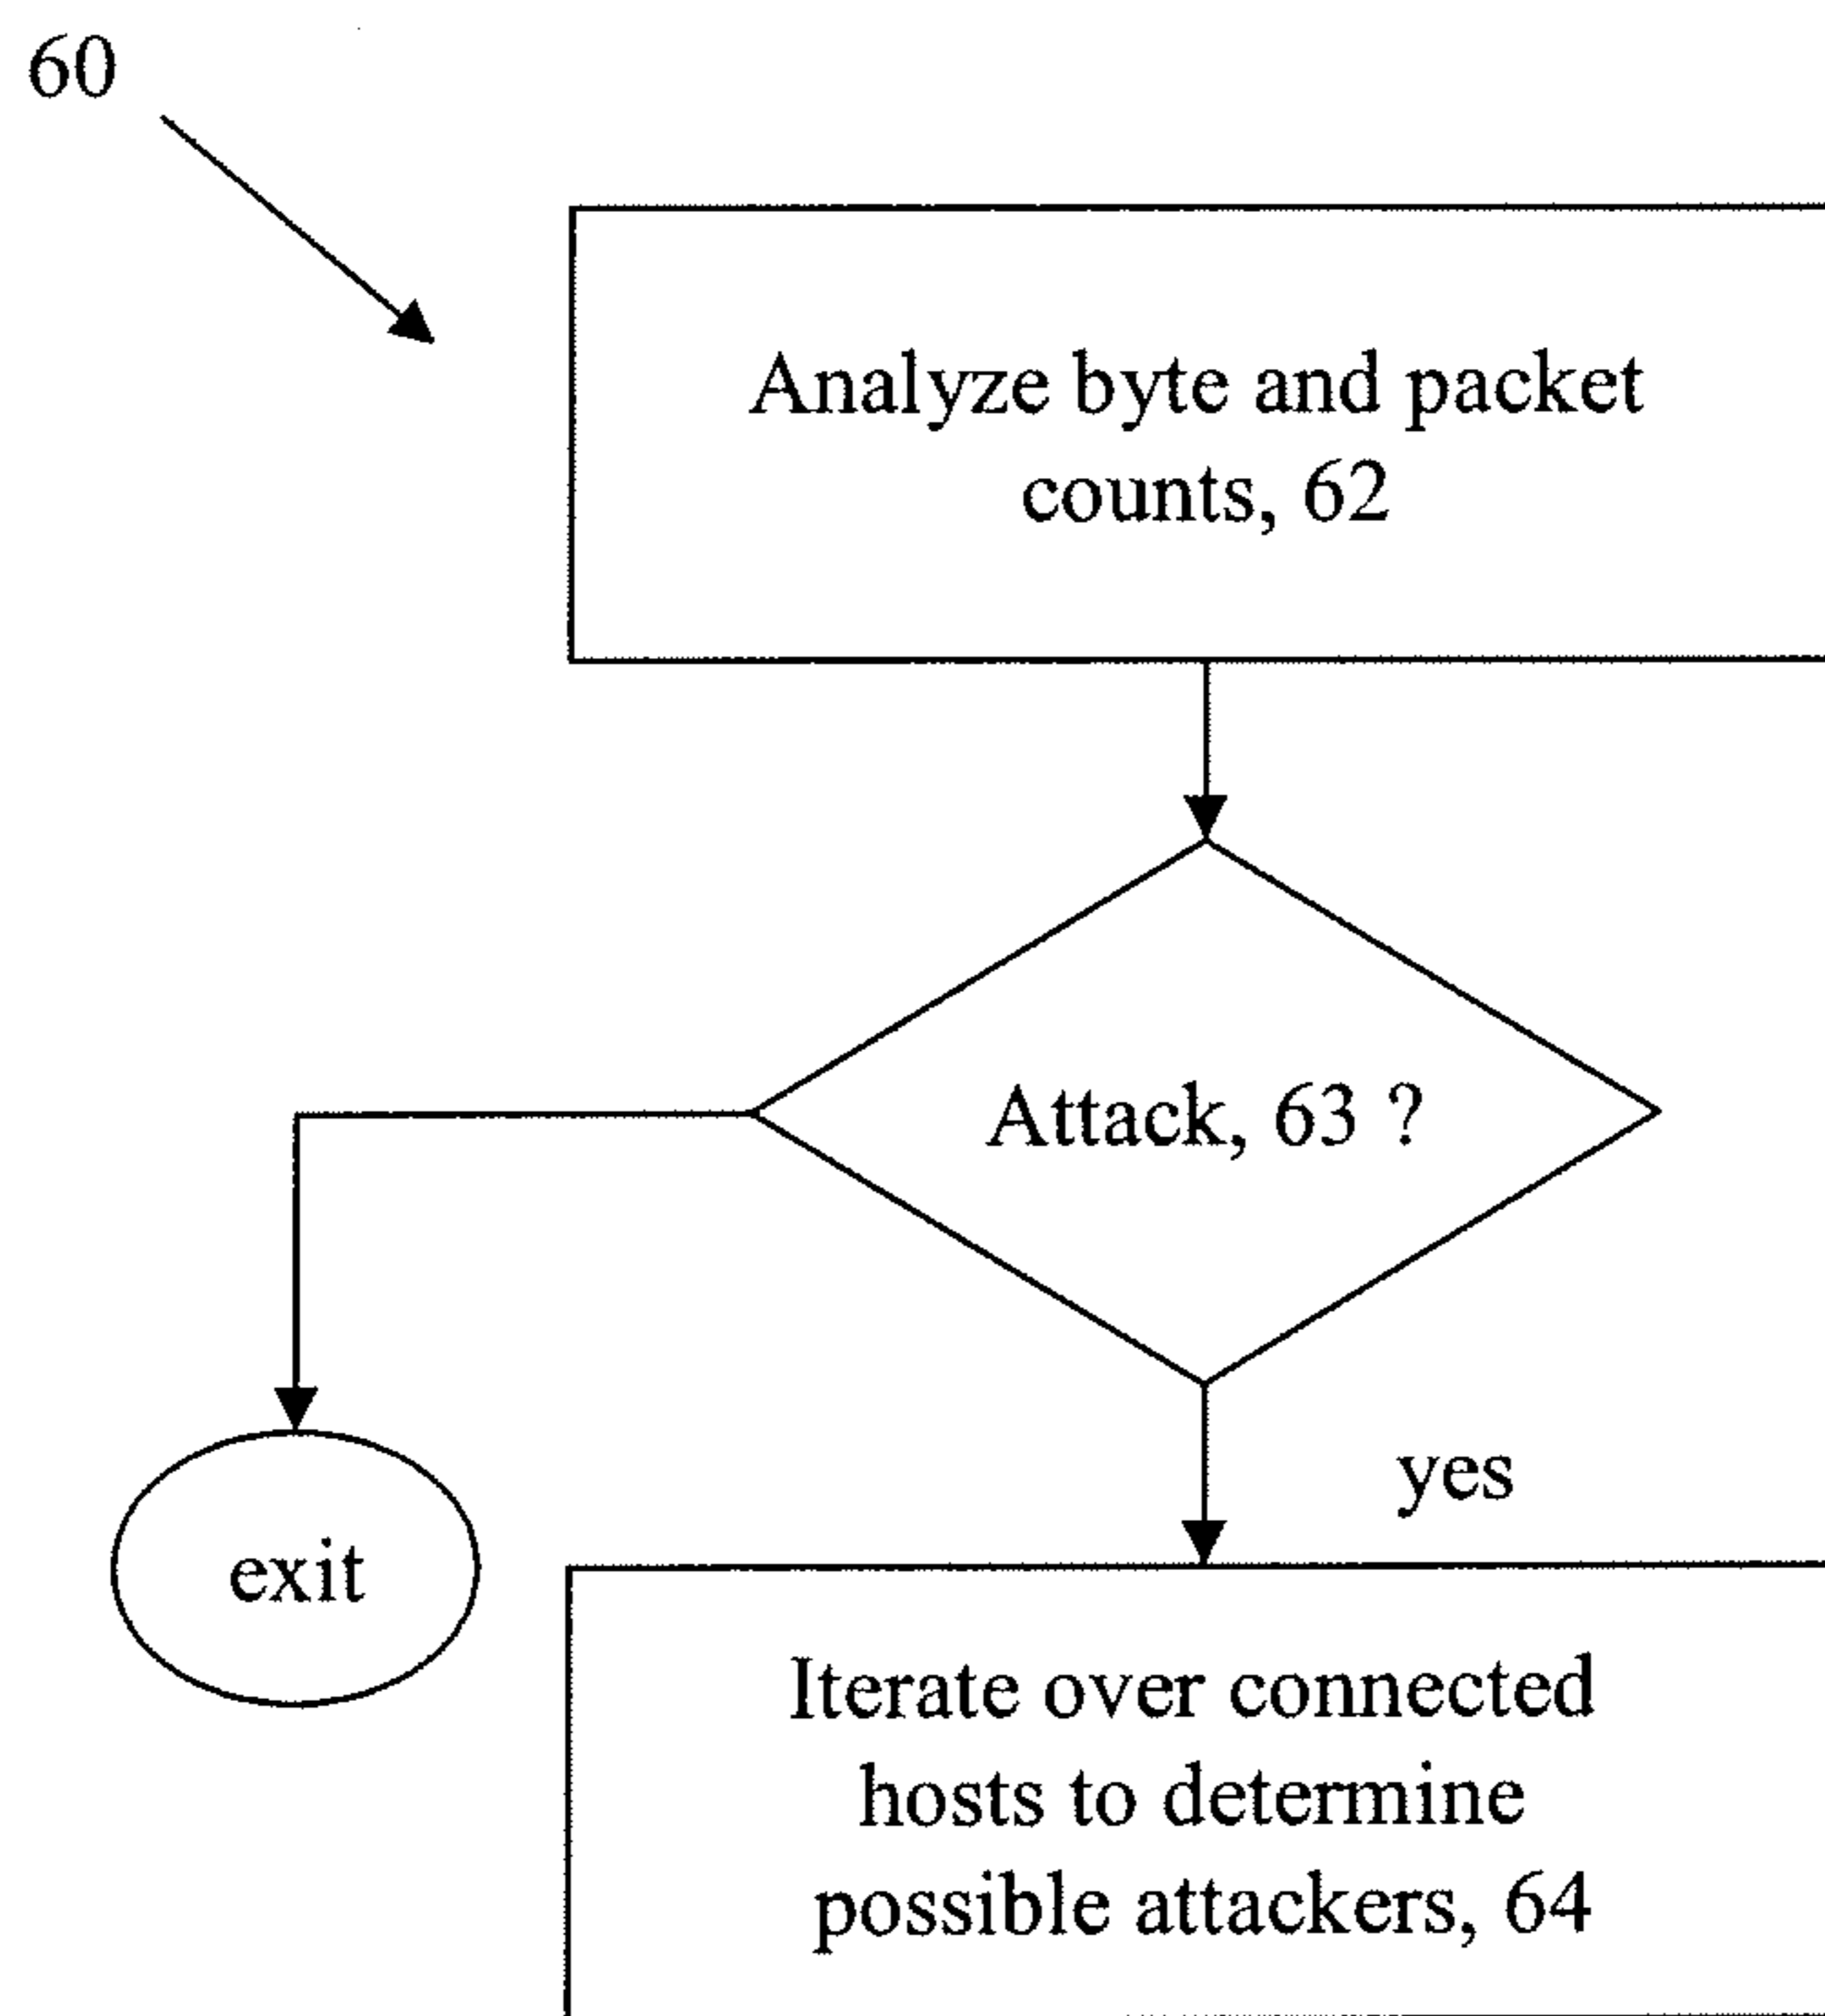 60
Analyze byte and packet
counts, 62
Attack, 63 ?
yes
exit
Iterate over connected
hosts to determine
possible attackers, 64